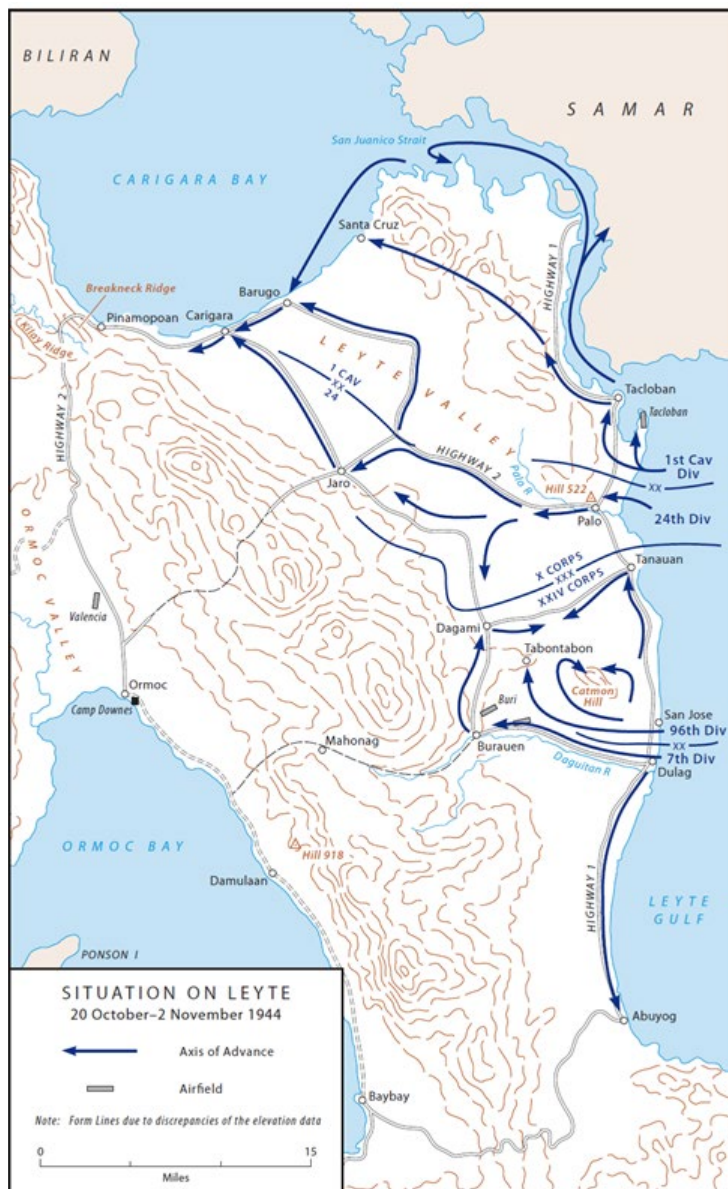 BILIRAN
SAMAR
San Juanico Strait
CARIGARA BAY
Santa Cruz
HIGHWAY 1
Breakneck Ridge
Barugo
Pinamopoan
Carigara
Kilay Ridge
LEYTE VALLEY
1 CAV
XX
24
Tacloban
Tacloban
HIGHWAY 2
HIGHWAY 2
Palo R
1st Cav
Div
XX
Jaro
Hill 522
Palo
24th Div
ORMOC VALLEY
X CORPS
XXX
XXIV CORPS
Tanauan
Valencia
Dagami
Tabontabon
Ormoc
Camp Downes
Buri
Catmon
Hill
San Jose
96th Div
XX
7th Div
Mahonag
Burauen
Daguitan R
Dulag
ORMOC BAY
Hill 918
Damulaan
HIGHWAY 1
LEYTE
GULF
PONSON I
Abuyog
Baybay
SITUATION ON LEYTE
20 October–2 November 1944
Axis of Advance
Airfield
Note: Form Lines due to discrepancies of the elevation data
0 15
Miles